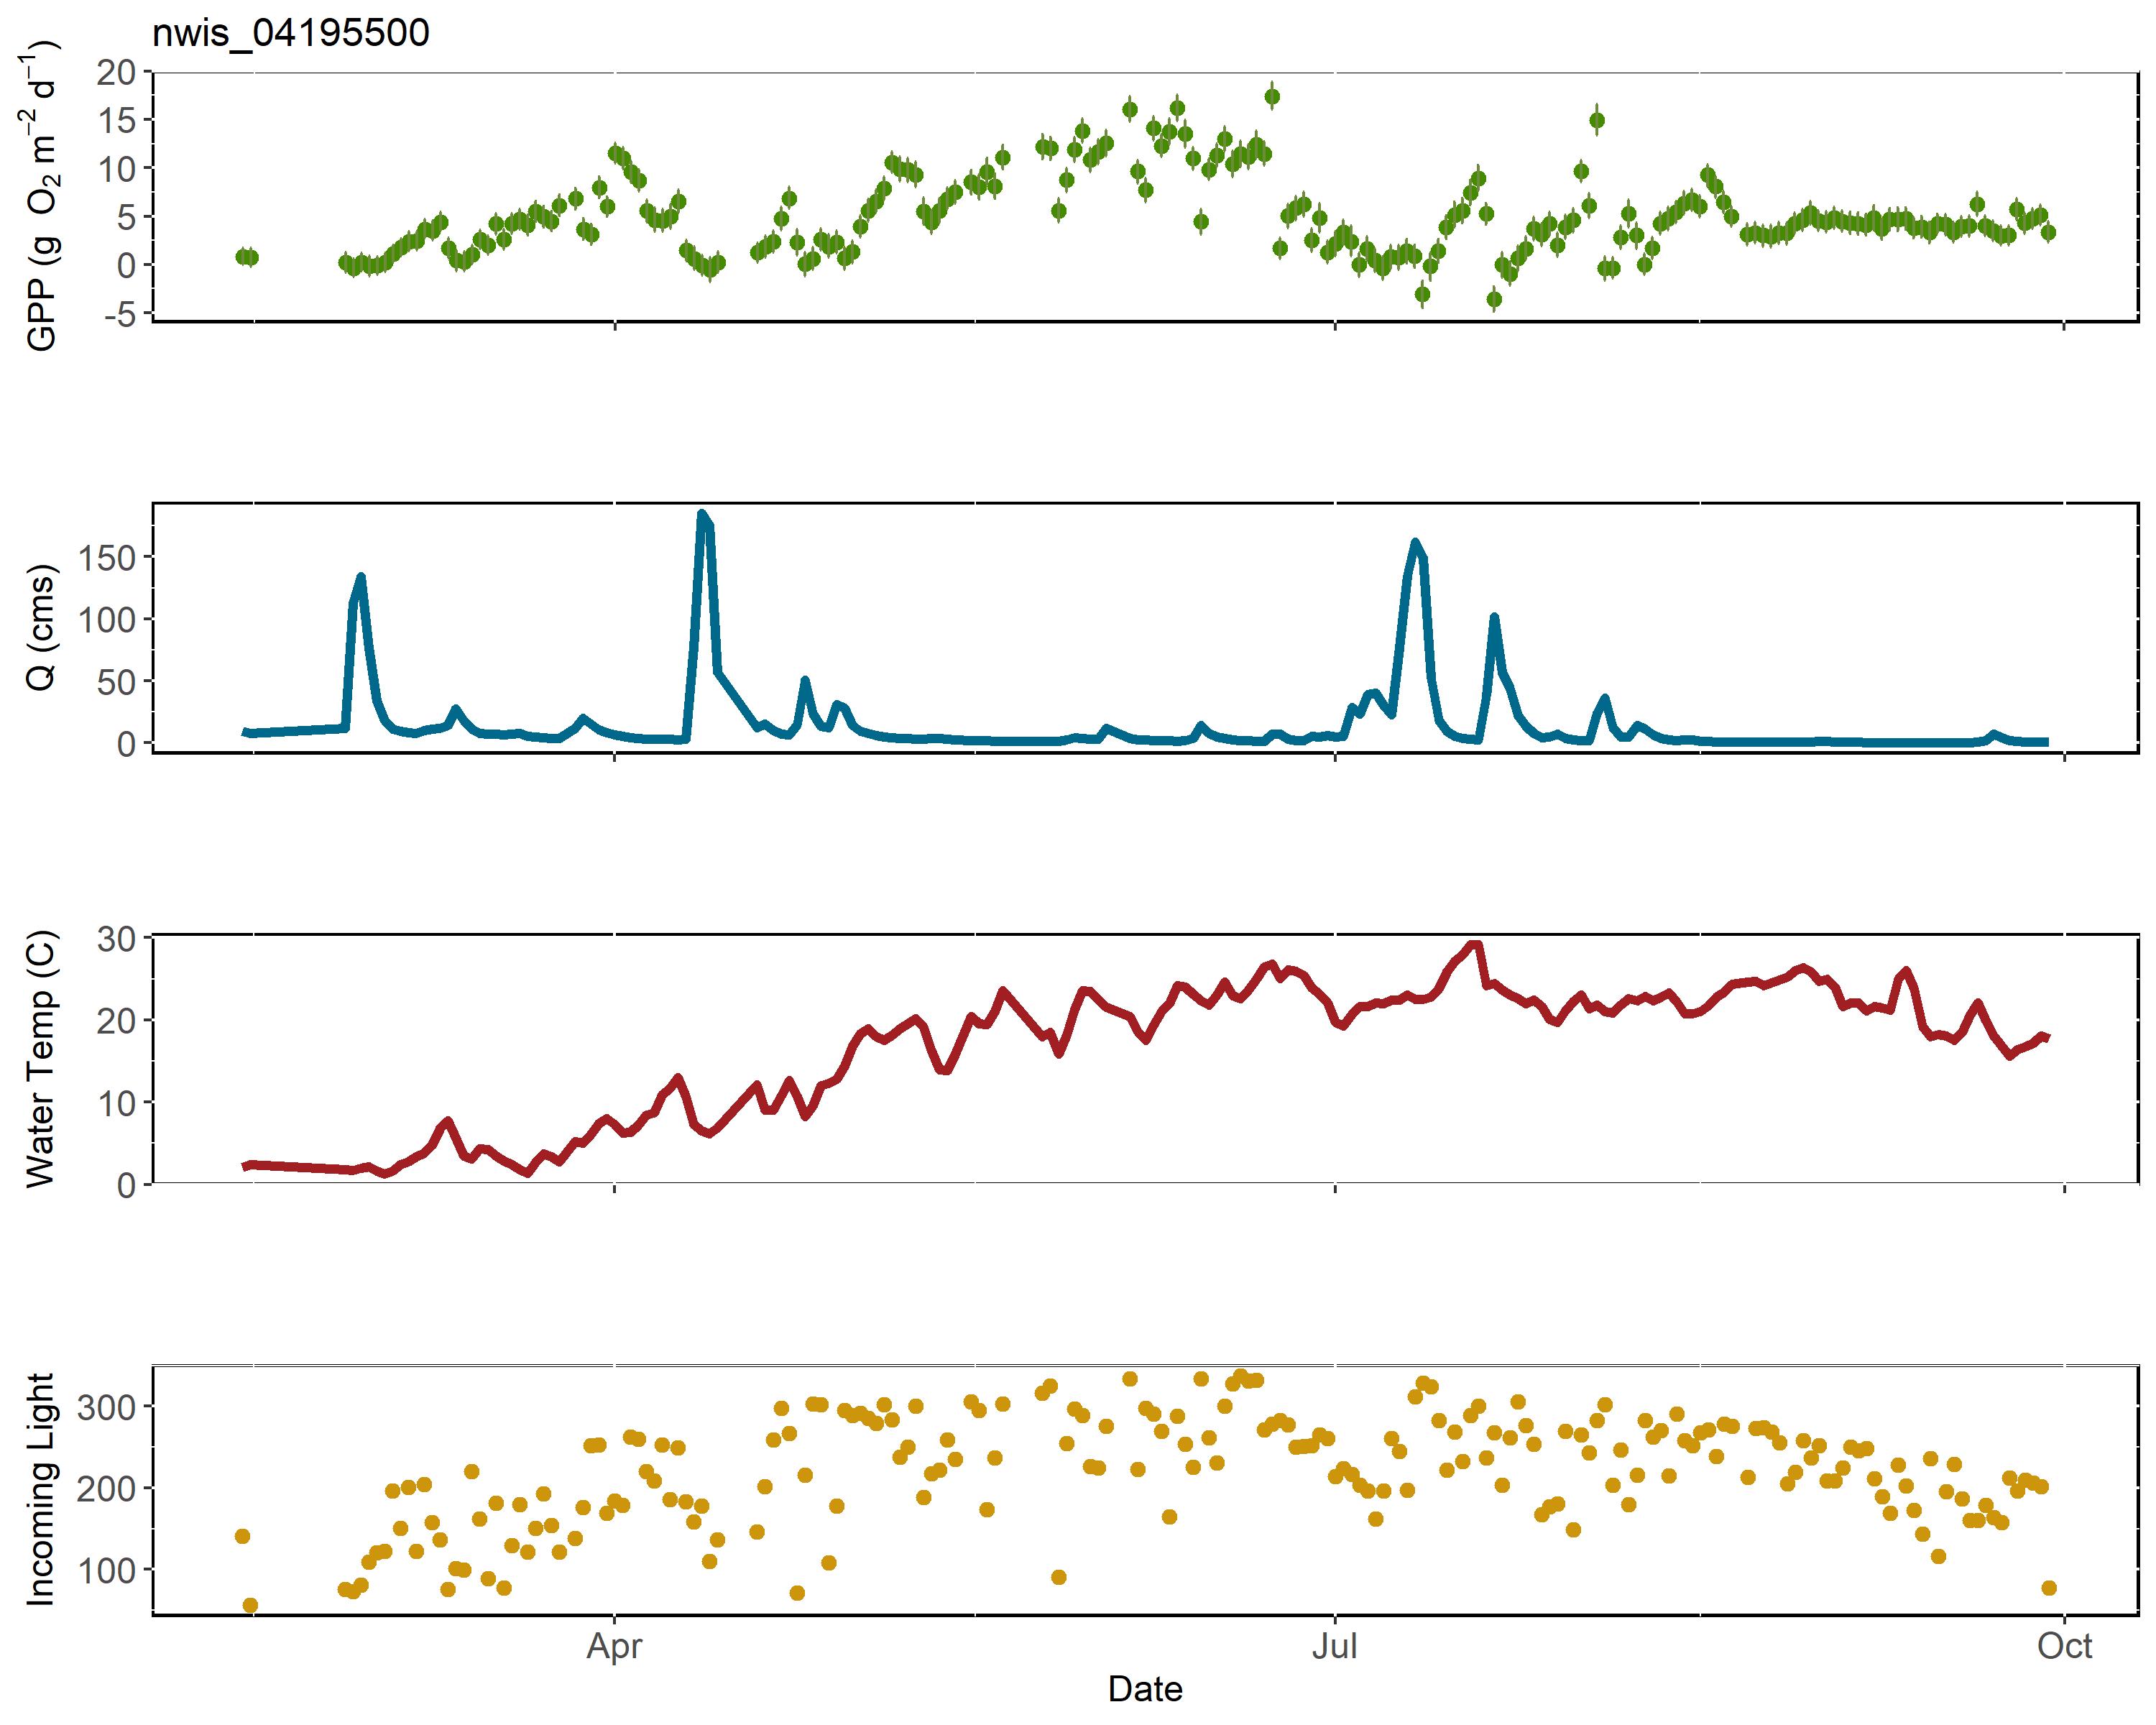 nwis_04195500
GPP (g O₂ m⁻² d⁻¹)
20
15
10
5
0
-5
Q (cms)
150
100
50
0
Water Temp (C)
30
20
10
0
Incoming Light
300
200
100
Apr Jul Oct
Date